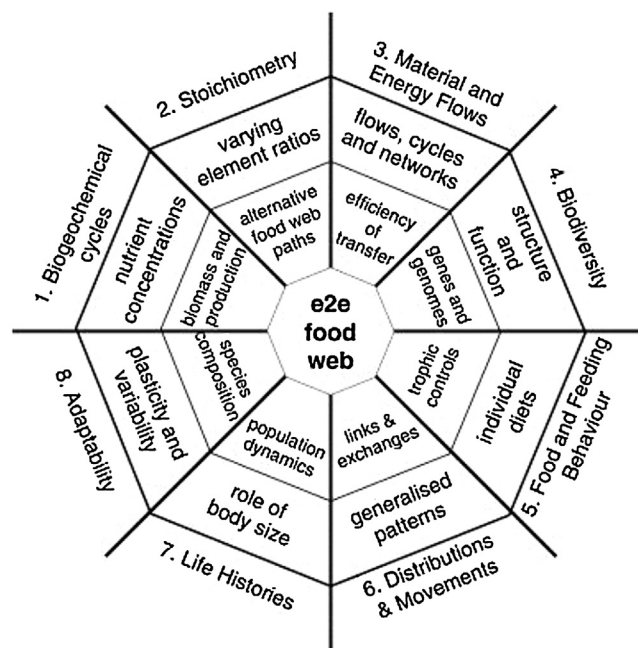 1. Biogeochemical
cycles
nutrient
concentrations
biomass and
production
2. Stoichiometry
varying
element ratios
alternative
food web
paths
3. Material and
Energy Flows
flows, cycles
and networks
efficiency
of
transfer
4. Biodiversity
structure
and
function
genes and
genomes
5. Food and Feeding
Behaviour
individual
diets
trophic
controls
6. Distributions
& Movements
generalised
patterns
links &
exchanges
7. Life Histories
role of
body size
population
dynamics
8. Adaptability
plasticity and
variability
species
composition
e2e
food
web